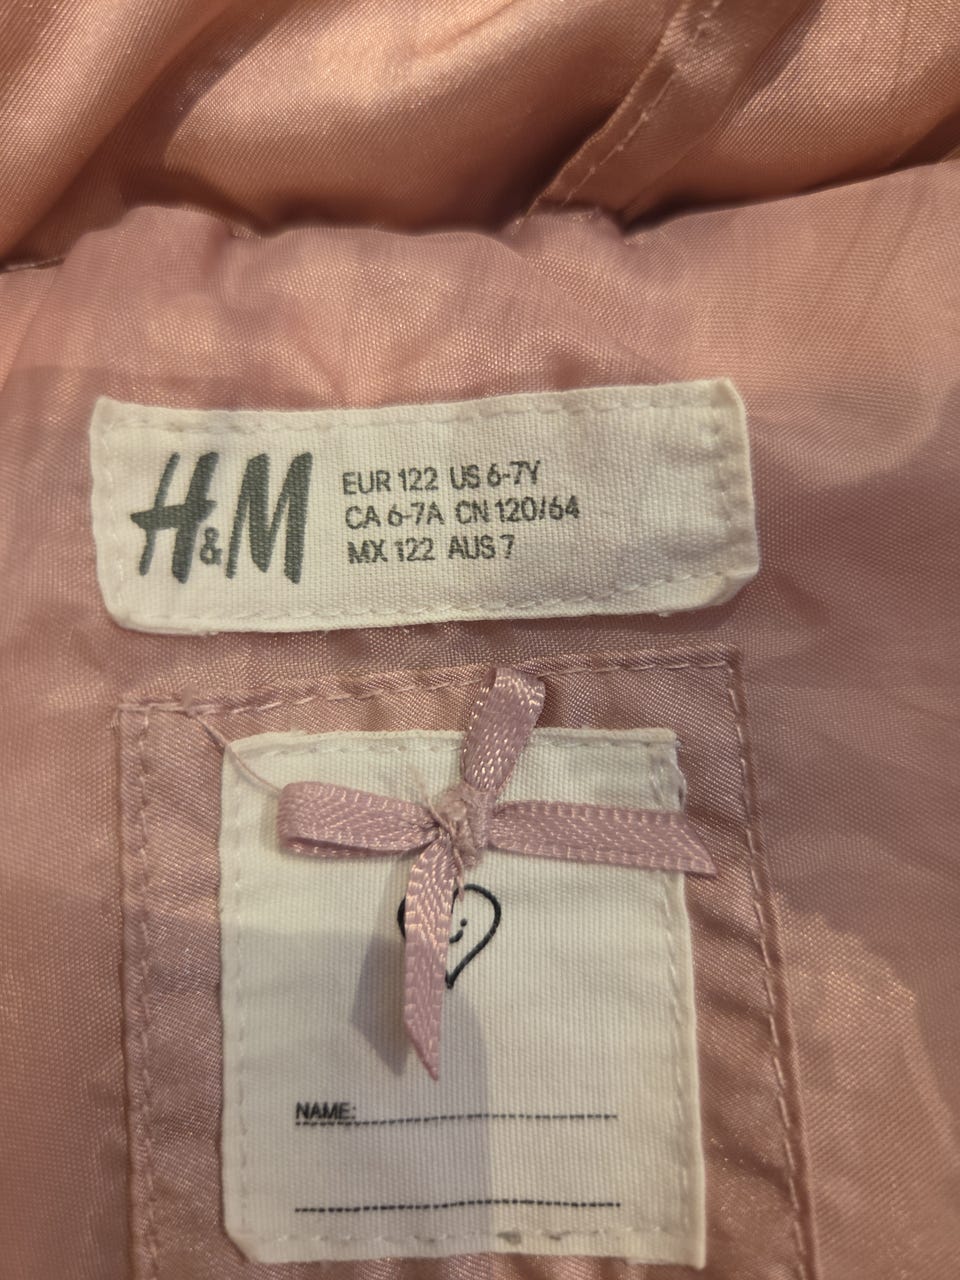 H&M
EUR 122 US 6-7Y
CA 6-7A CN 120/64
MX 122 AUS 7
NAME: